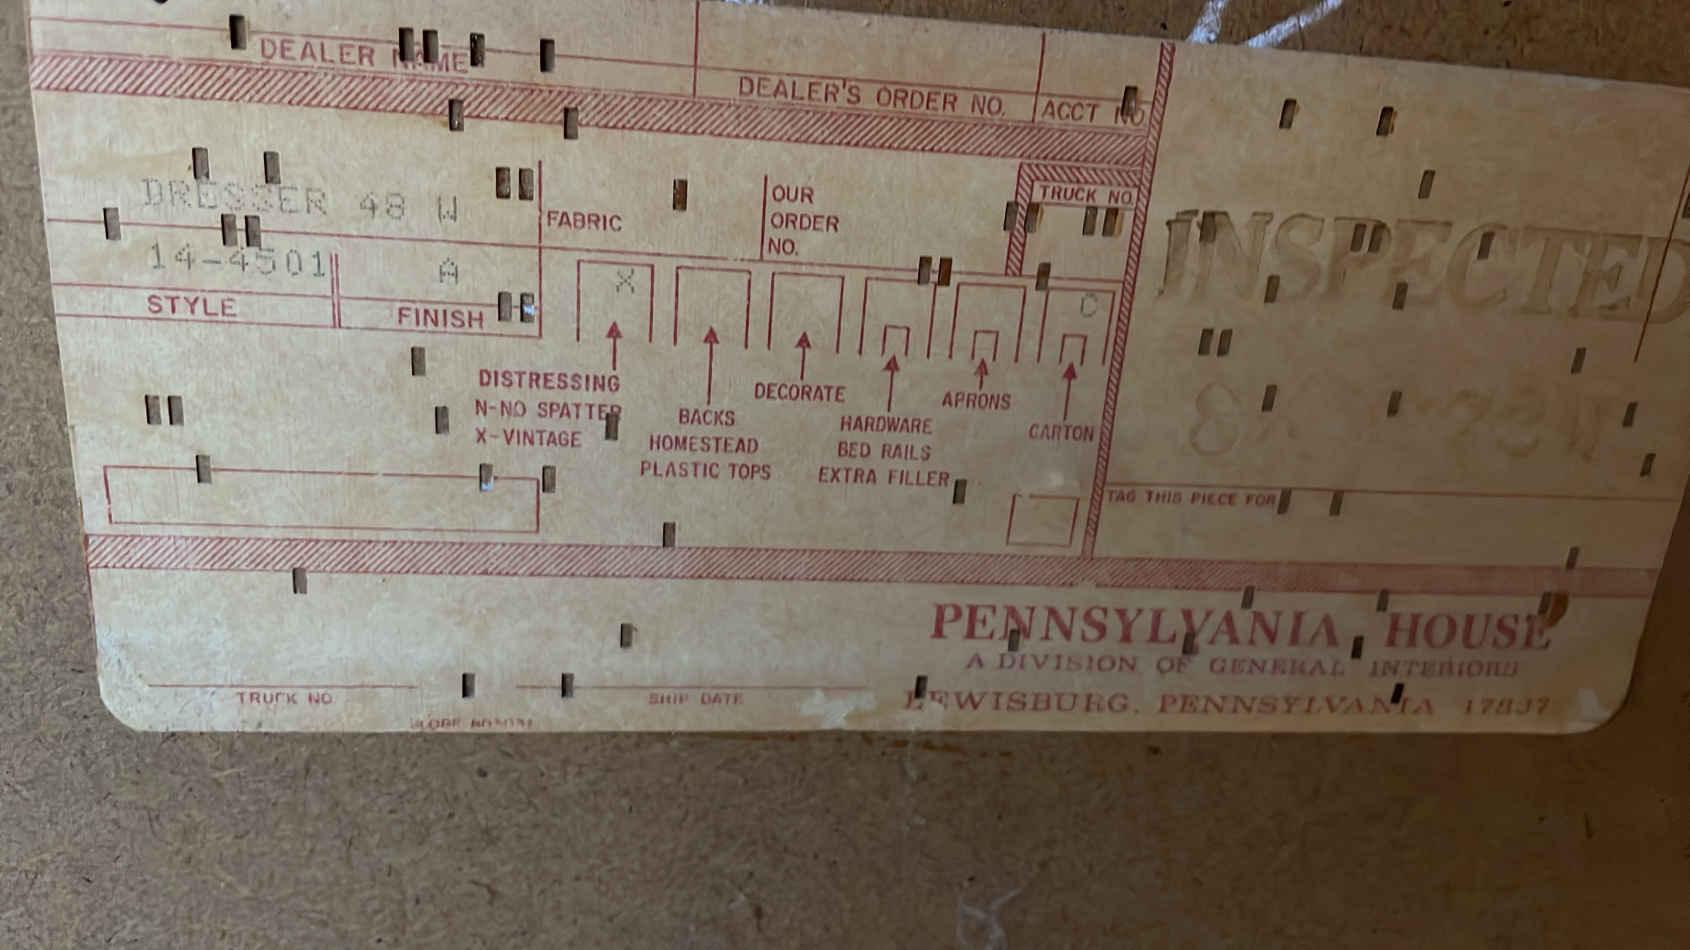 DEALER NAME
DEALER'S ORDER NO.
ACCT NO
DRESSER 48 W
FABRIC
OUR
ORDER
NO.
TRUCK NO.
INSPECTED
14-4501
A
X
C
STYLE
FINISH
DISTRESSING
N-NO SPATTER
X-VINTAGE
BACKS
HOMESTEAD
PLASTIC TOPS
DECORATE
HARDWARE
BED RAILS
EXTRA FILLER
APRONS
CARTON
TAG THIS PIECE FOR
PENNSYLVANIA HOUSE
A DIVISION OF GENERAL INTERIORS
LEWISBURG, PENNSYLVANIA 17837
TRUCK NO.
SHIP DATE